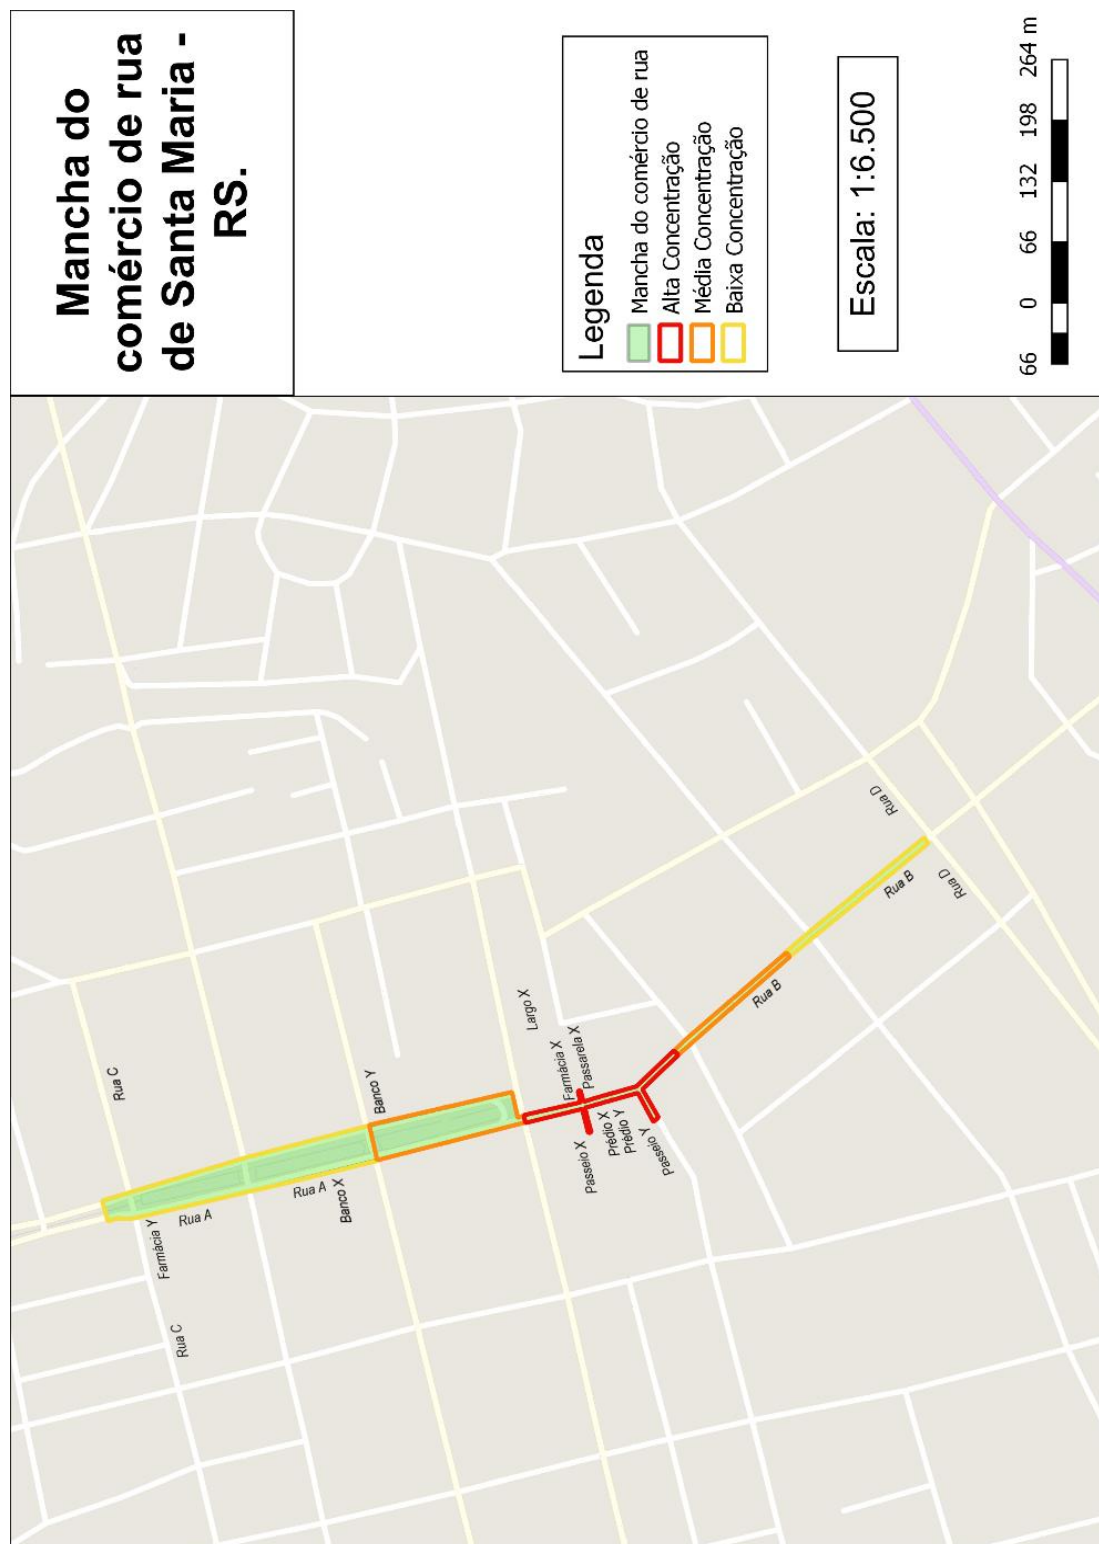 Mancha do
comércio de rua
de Santa Maria -
RS.
Legenda
Mancha do comércio de rua
Alta Concentração
Média Concentração
Baixa Concentração
Escala: 1:6.500
66 0 66 132 198 264 m
Rua C
Farmácia Y
Rua C
Rua A
Rua A
Banco X
Banco Y
Largo X
Farmácia X
Passarela X
Passeio X
Prédio X
Prédio Y
Passeio Y
Rua B
Rua B
Rua D
Rua D